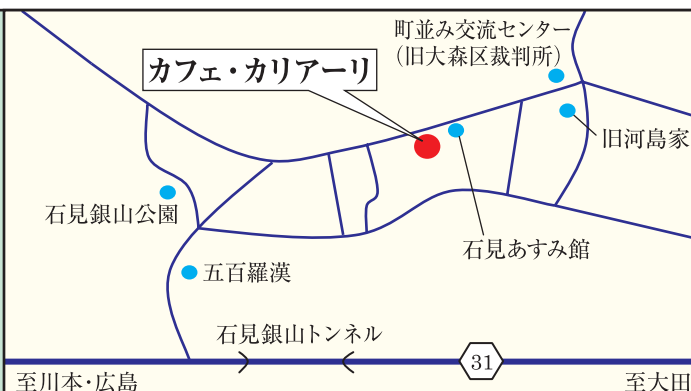 町並み交流センター
（旧大森区裁判所）
カフェ・カリアーリ
旧河島家
石見銀山公園
石見あすみ館
五百羅漢
石見銀山トンネル
31
至川本・広島
至大田